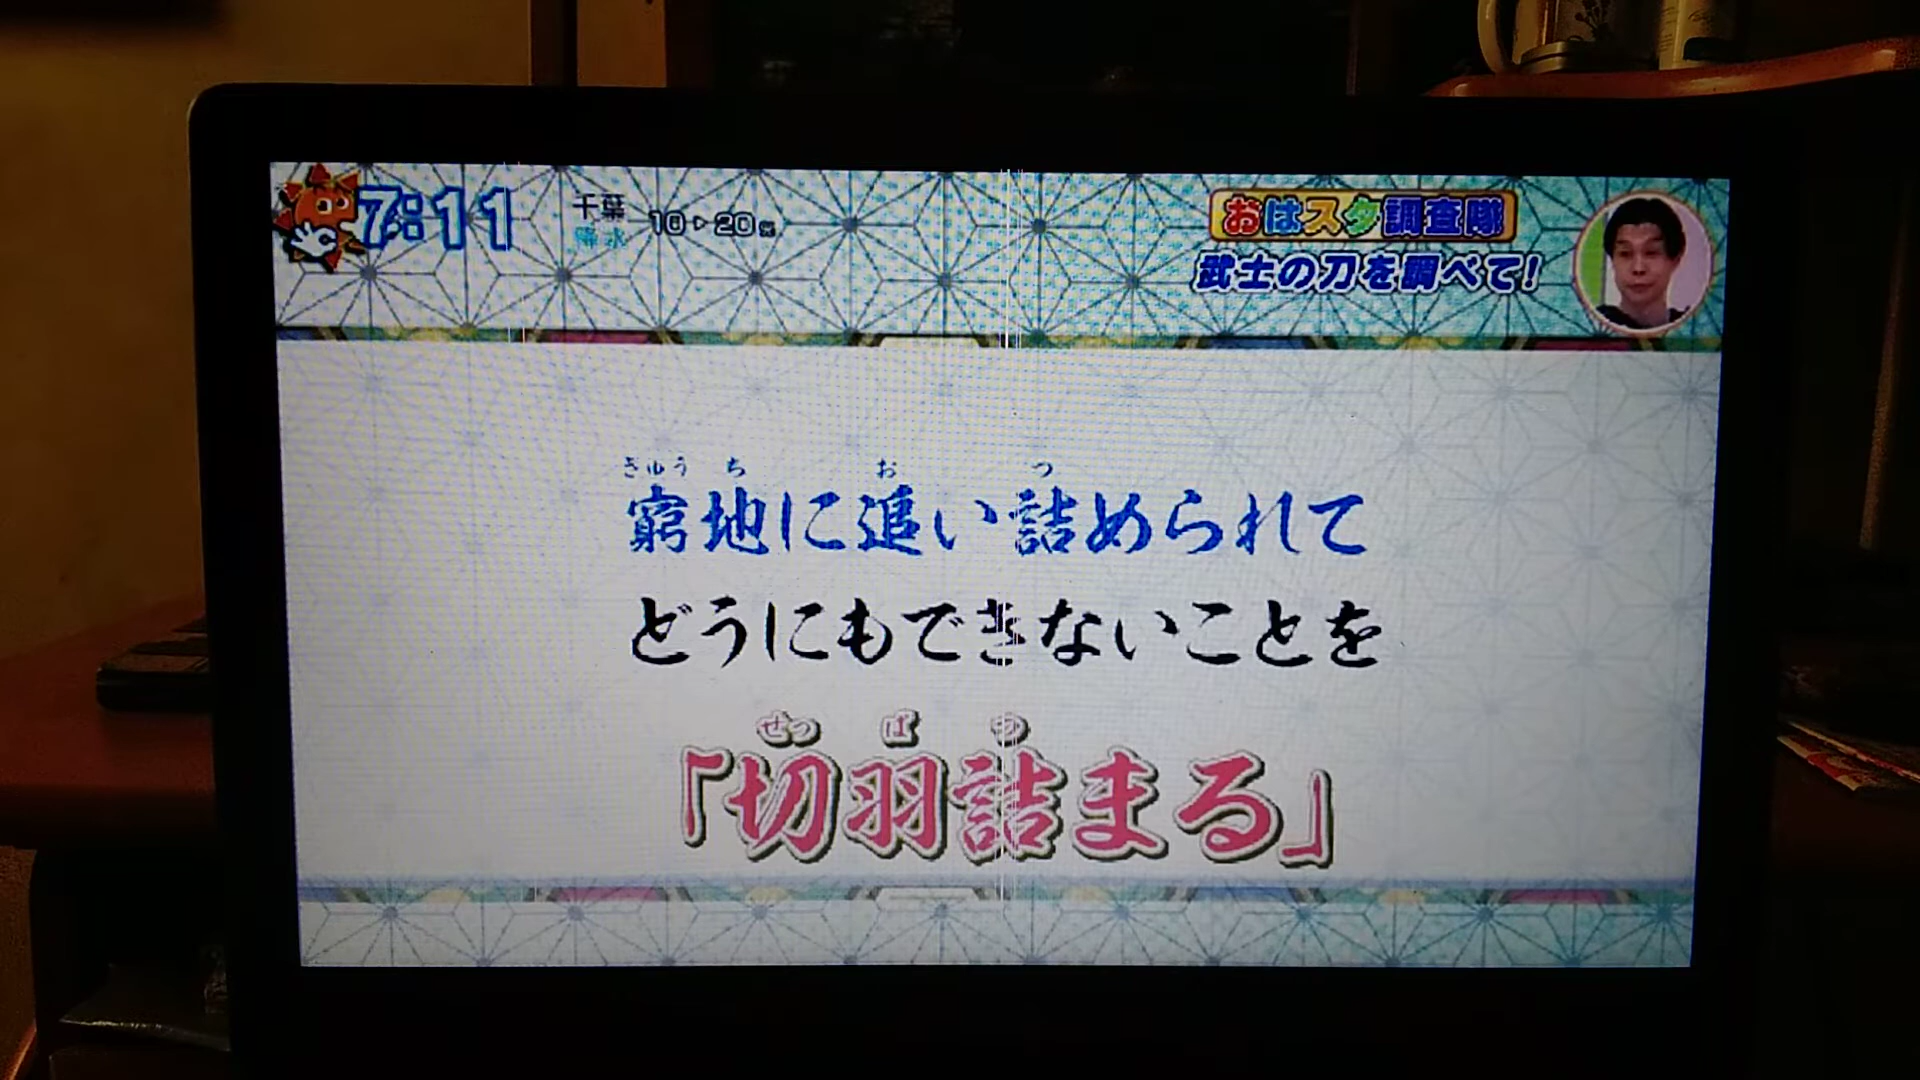 7:11
千葉
降水
10▶20%
おはスタ調査隊
武士の刀を調べて!
きゅう ち お つ
窮地に追い詰められて
どうにもできないことを
せっ ぱ つ
「切羽詰まる」